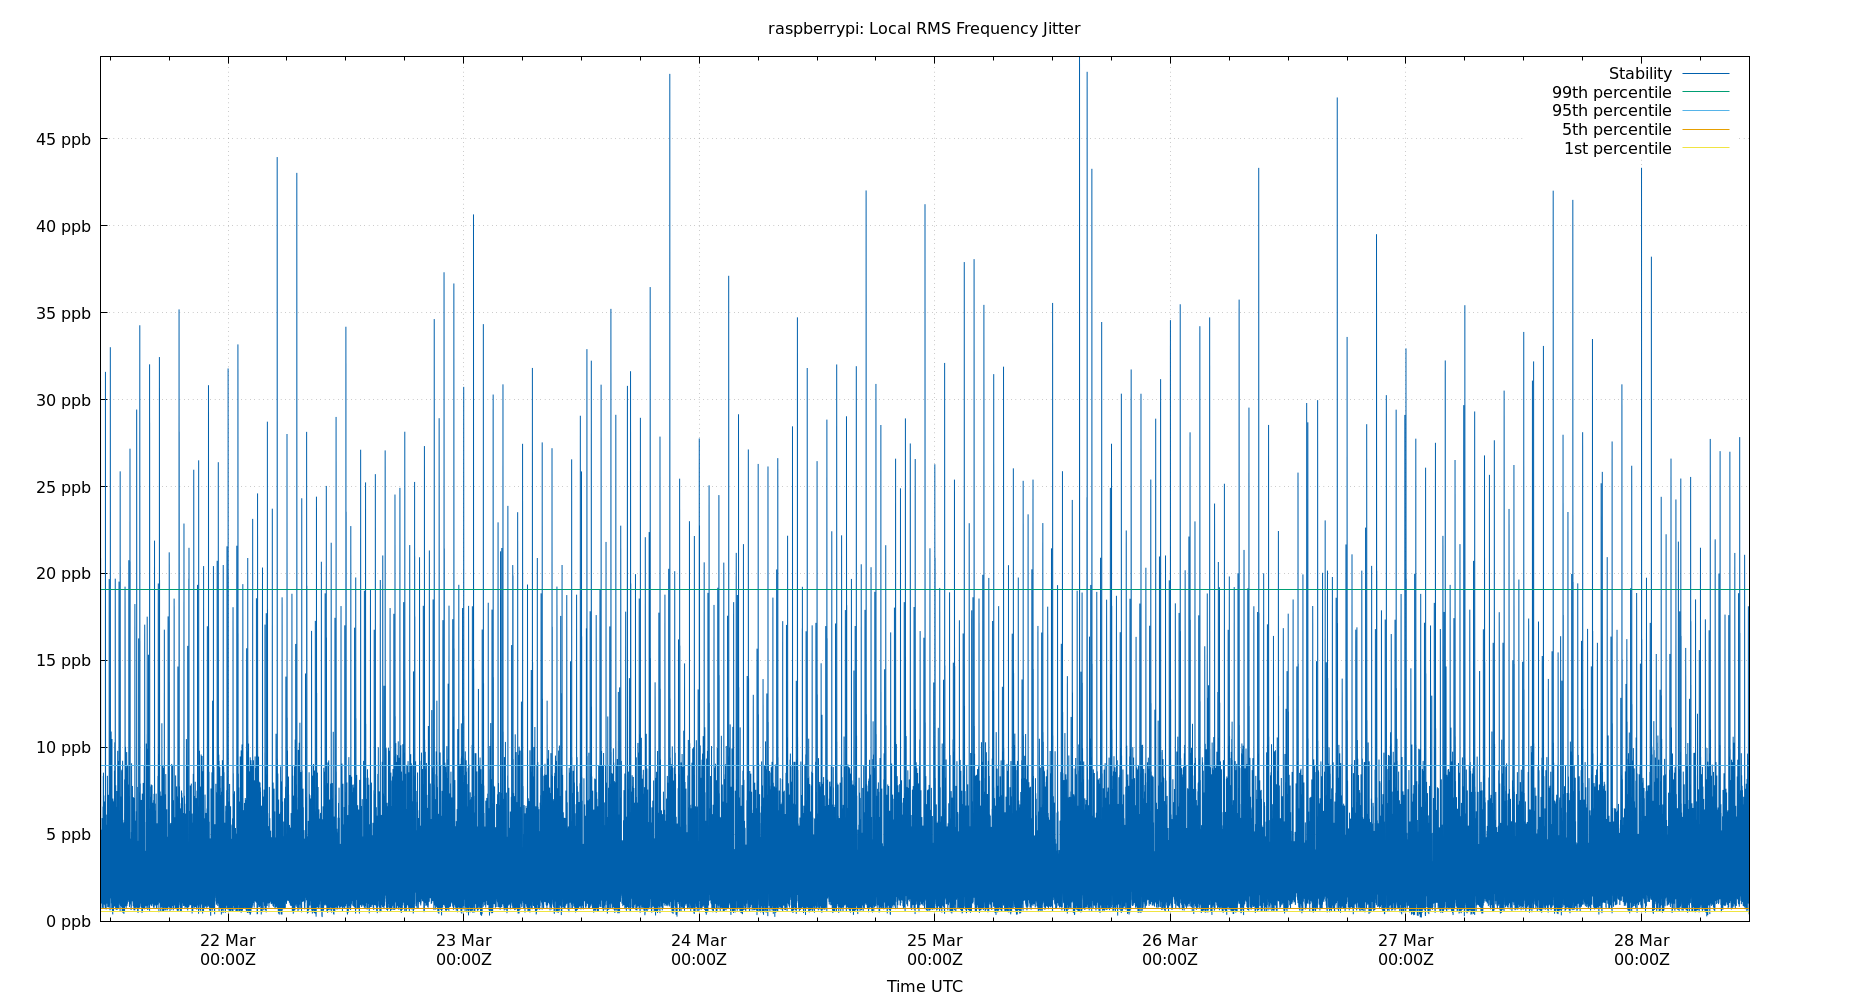 raspberrypi: Local RMS Frequency Jitter
Stability
99th percentile
95th percentile
5th percentile
1st percentile
45 ppb
40 ppb
35 ppb
30 ppb
25 ppb
20 ppb
15 ppb
10 ppb
5 ppb
0 ppb
22 Mar 23 Mar 24 Mar 25 Mar 26 Mar 27 Mar 28 Mar
00:00Z 00:00Z 00:00Z 00:00Z 00:00Z 00:00Z 00:00Z
Time UTC